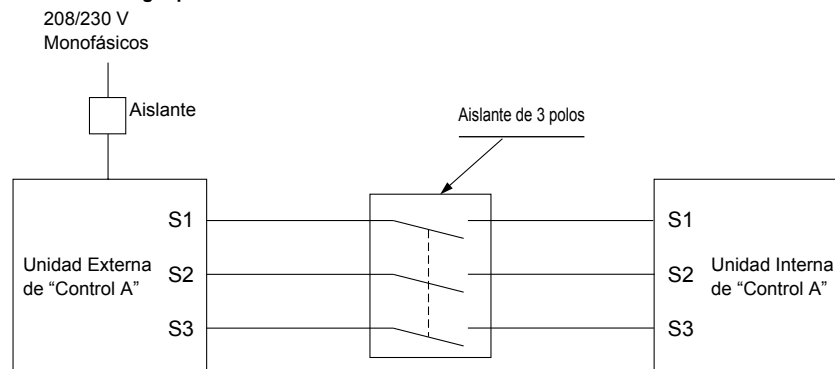 208/230 V
Monofásicos
Aislante
Aislante de 3 polos
S1
S1
Unidad Externa
de “Control A”
S2
S2
Unidad Interna
de “Control A”
S3
S3